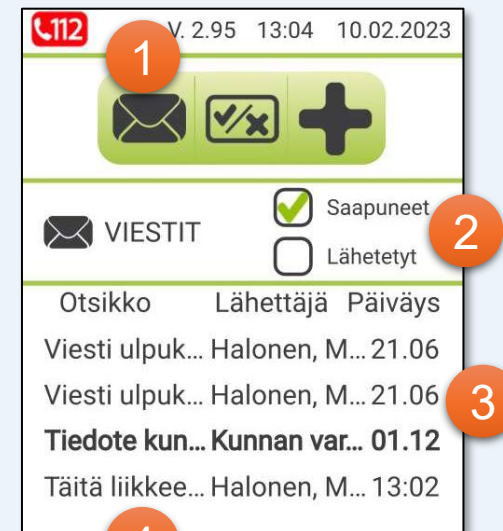 112 V. 2.95 13:04 10.02.2023
1
VIESTIT
Saapuneet
Lähetetyt
2
Otsikko Lähettäjä Päiväys
Viesti ulpuk... Halonen, M... 21.06
Viesti ulpuk... Halonen, M... 21.06
3
Tiedote kun... Kunnan var... 01.12
Täitä liikkee... Halonen, M... 13:02